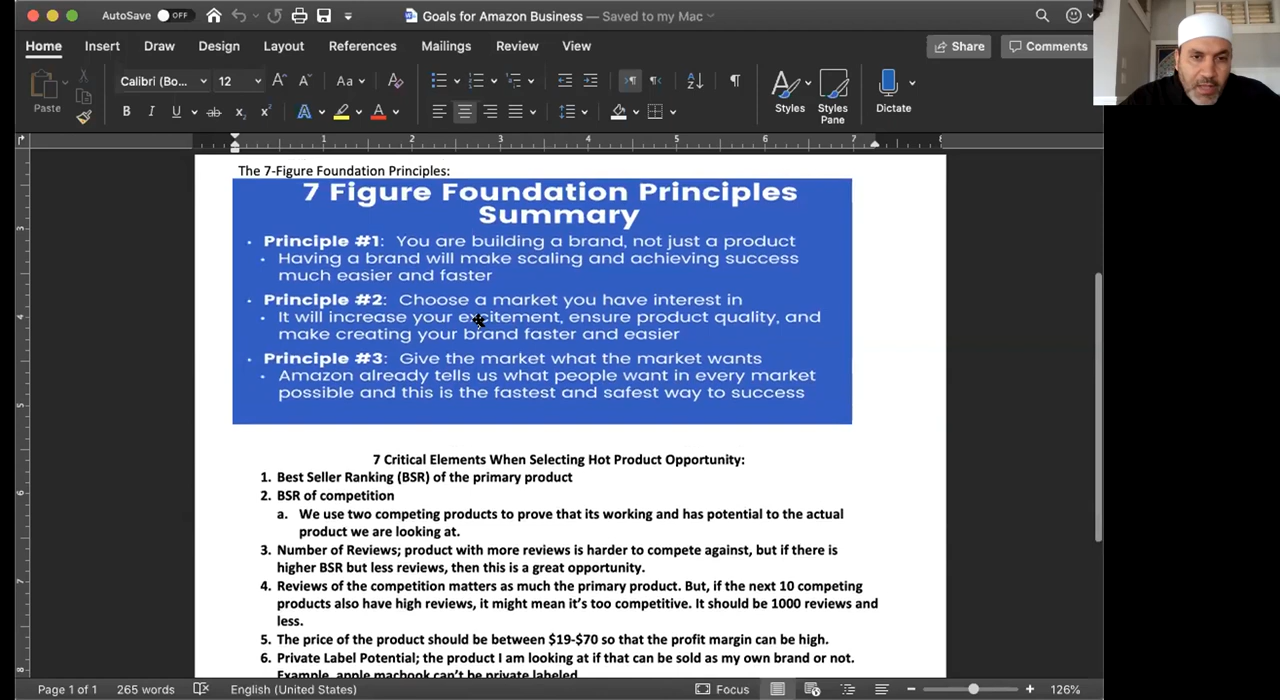 AutoSave OFF
Goals for Amazon Business — Saved to my Mac
Home Insert Draw Design Layout References Mailings Review View Share Comments
Paste
Calibri (Bo... 12
Styles
Styles Pane
Dictate
The 7-Figure Foundation Principles:
7 Figure Foundation Principles
Summary
• Principle #1: You are building a brand, not just a product
• Having a brand will make scaling and achieving success
much easier and faster
• Principle #2: Choose a market you have interest in
• It will increase your excitement, ensure product quality, and
make creating your brand faster and easier
• Principle #3: Give the market what the market wants
• Amazon already tells us what people want in every market
possible and this is the fastest and safest way to success
7 Critical Elements When Selecting Hot Product Opportunity:
1. Best Seller Ranking (BSR) of the primary product
2. BSR of competition
a. We use two competing products to prove that its working and has potential to the actual
product we are looking at.
3. Number of Reviews; product with more reviews is harder to compete against, but if there is
higher BSR but less reviews, then this is a great opportunity.
4. Reviews of the competition matters as much the primary product. But, if the next 10 competing
products also have high reviews, it might mean it's too competitive. It should be 1000 reviews and
less.
5. The price of the product should be between $19-$70 so that the profit margin can be high.
6. Private Label Potential; the product I am looking at if that can be sold as my own brand or not.
Example, apple macbook can't be private labeled
Page 1 of 1 265 words English (United States) Focus 126%